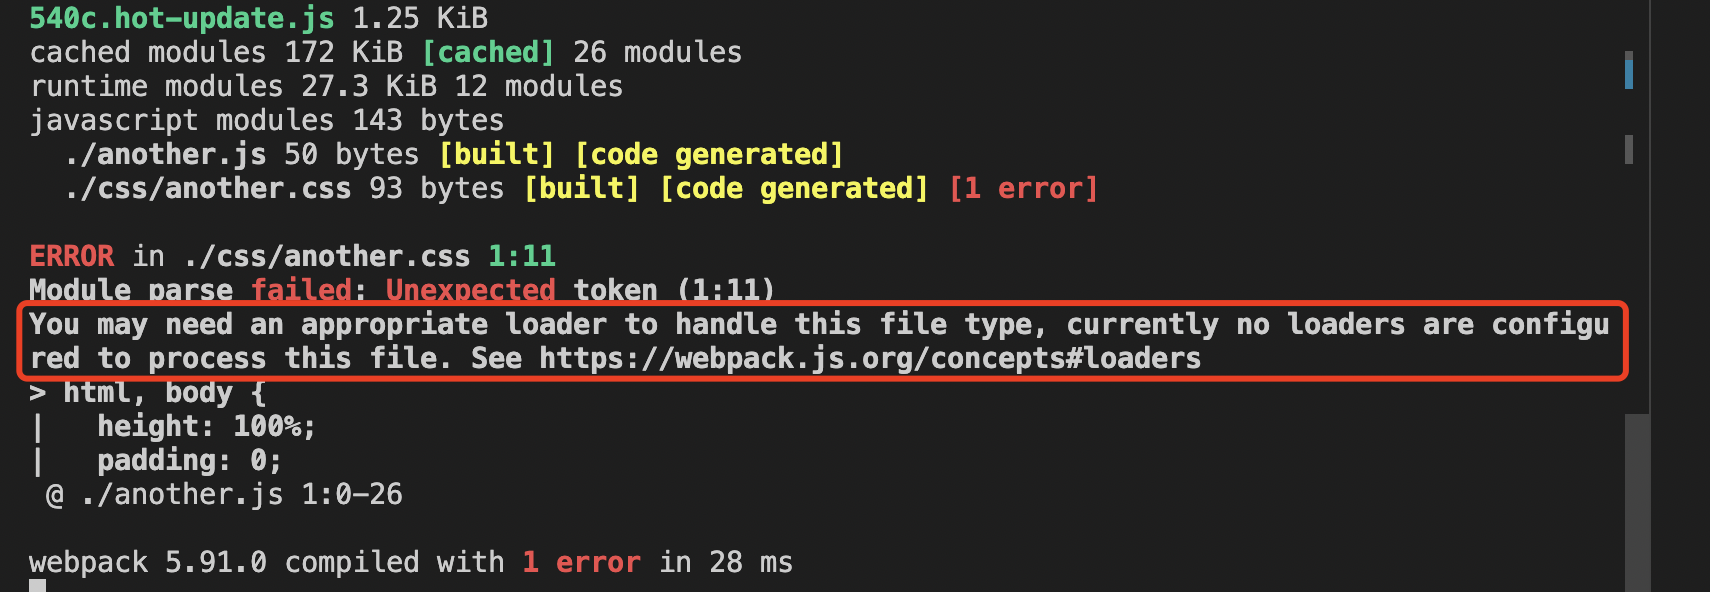 540c.hot-update.js 1.25 KiB
cached modules 172 KiB [cached] 26 modules
runtime modules 27.3 KiB 12 modules
javascript modules 143 bytes
  ./another.js 50 bytes [built] [code generated]
  ./css/another.css 93 bytes [built] [code generated] [1 error]

ERROR in ./css/another.css 1:11
Module parse failed: Unexpected token (1:11)
You may need an appropriate loader to handle this file type, currently no loaders are configu
red to process this file. See https://webpack.js.org/concepts#loaders
> html, body {
|   height: 100%;
|   padding: 0;
 @ ./another.js 1:0-26

webpack 5.91.0 compiled with 1 error in 28 ms